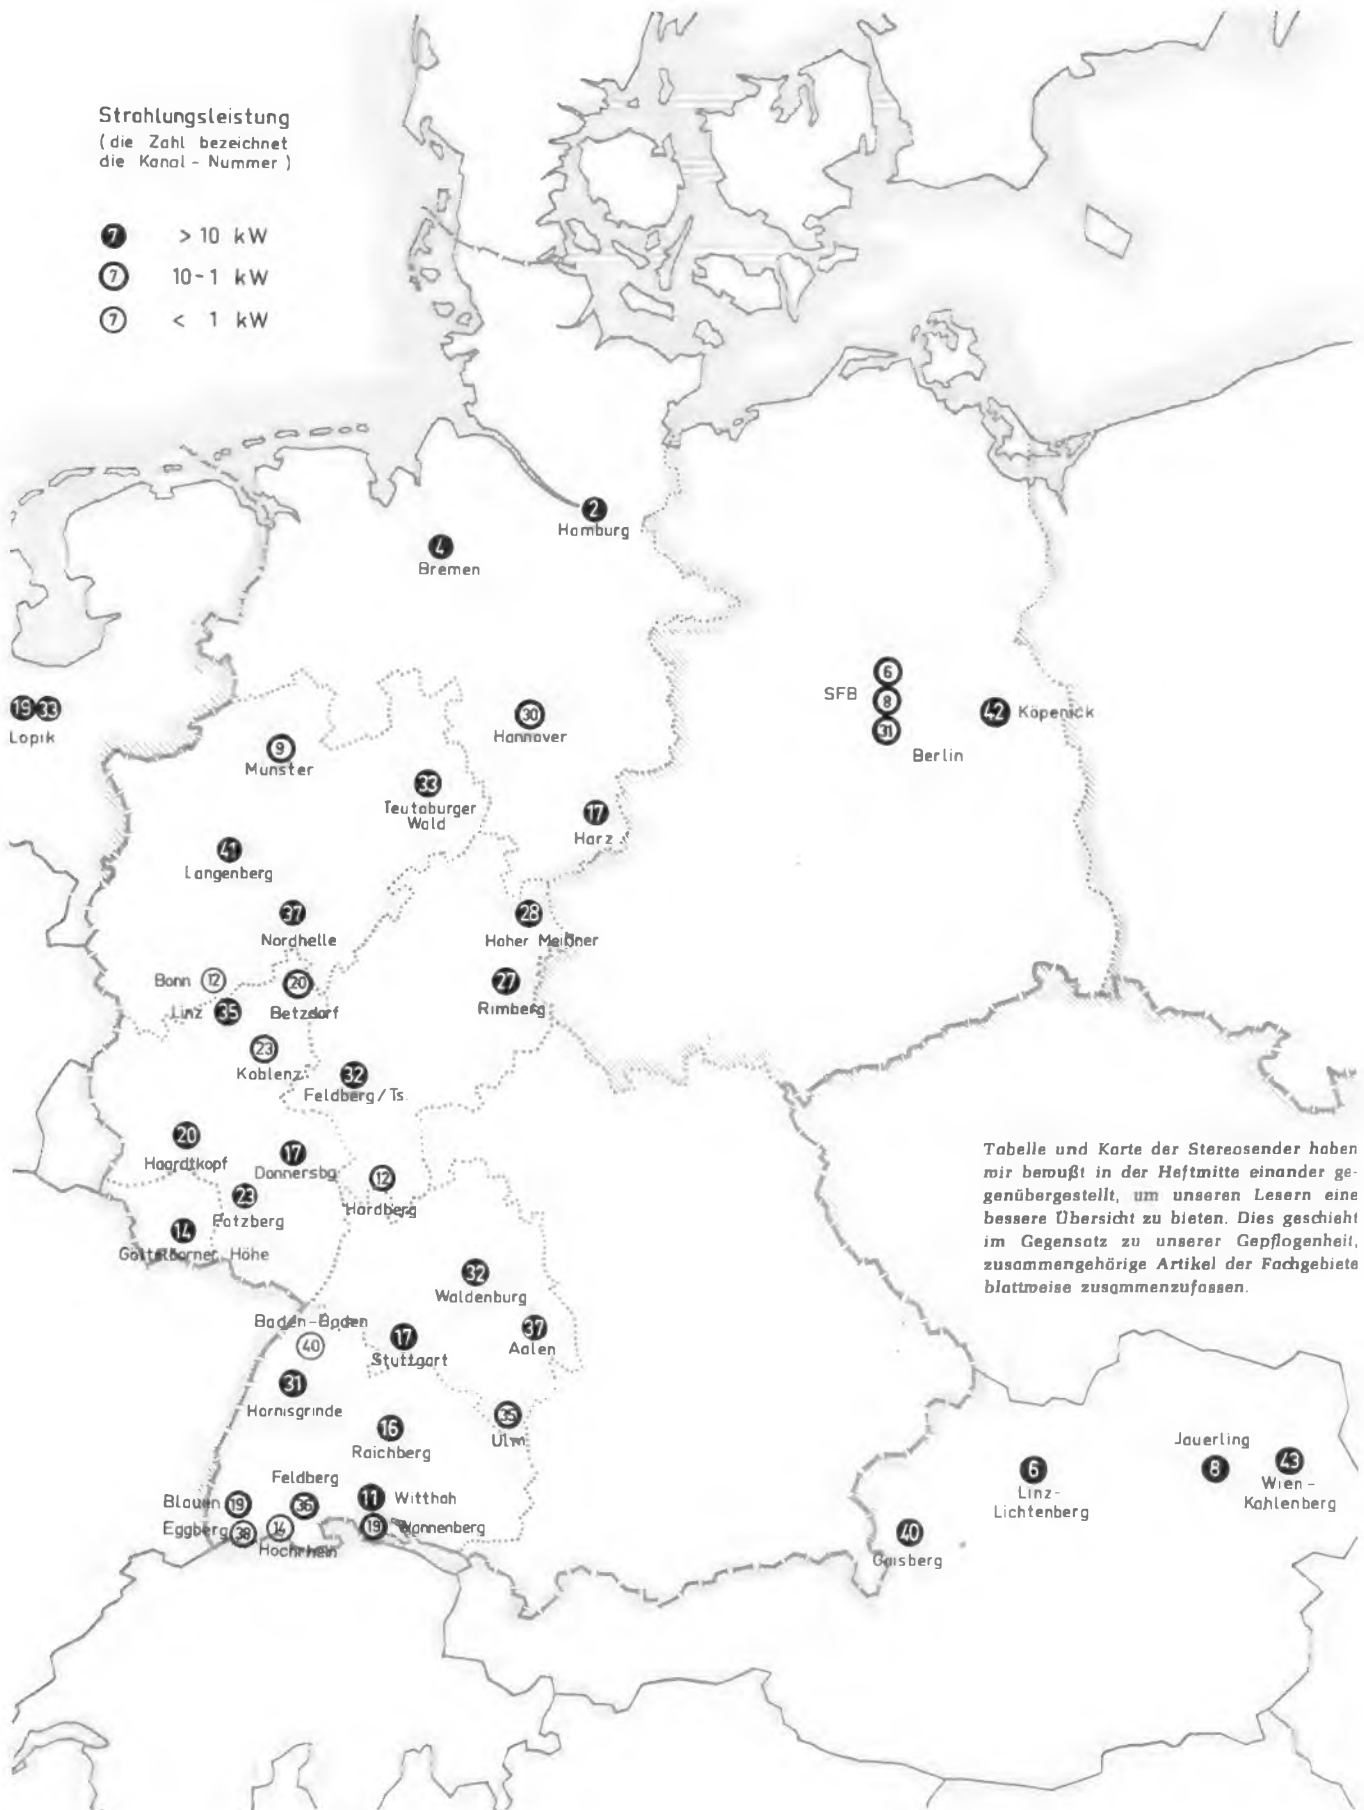 Strahlungsleistung
( die Zahl bezeichnet
die Kanal - Nummer )
7 > 10 kW
7 10-1 kW
7 < 1 kW
2
Hamburg
4
Bremen
6
SFB
8
31
Berlin
42 Köpenick
19 33
Lopik
30
Hannover
9
Munster
33
Teutoburger
Wald
17
Harz
41
Langenberg
37
Nordhelle
28
Hoher Meißner
Bonn 12
20
Betzdorf
27
Rimberg
Linz 35
23
Koblenz
32
Feldberg/Ts.
20
Haardtkopf
17
Donnersbg.
12
Hardberg
23
Potzberg
14
Göttelborner Höhe
Tabelle und Karte der Stereosender haben
wir bewußt in der Heftmitte einander ge-
genübergestellt, um unseren Lesern eine
bessere Übersicht zu bieten. Dies geschieht
im Gegensatz zu unserer Gepflogenheit,
zusammengehörige Artikel der Fachgebiete
blattweise zusammenzufassen.
32
Waldenburg
Baden-Baden
40
17
Stuttgart
37
Aalen
31
Hornisgrinde
16
Raichberg
35
Ulm
Jauerling
8
43
Wien-
Kahlenberg
6
Linz-
Lichtenberg
Feldberg
36
Blauen 19
11 Witthoh
Eggberg 38
14
Hochrhein
19 Wannenberg
40
Gaisberg